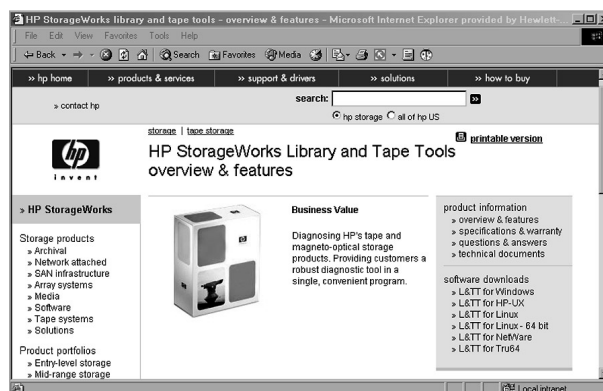 HP StorageWorks library and tape tools - overview & features - Microsoft Internet Explorer provided by Hewlett-...
File Edit View Favorites Tools Help
Back Search Favorites Media
» hp home » products & services » support & drivers » solutions » how to buy
» contact hp
search:
hp storage all of hp US
storage | tape storage
printable version
HP StorageWorks Library and Tape Tools
overview & features
hp
invent
» HP StorageWorks
Storage products
» Archival
» Network attached
» SAN infrastructure
» Array systems
» Media
» Software
» Tape systems
» Solutions
Product portfolios
» Entry-level storage
» Mid-range storage
Business Value
Diagnosing HP's tape and
magneto-optical storage
products. Providing customers a
robust diagnostic tool in a
single, convenient program.
product information
» overview & features
» specifications & warranty
» questions & answers
» technical documents
software downloads
» L&TT for Windows
» L&TT for HP-UX
» L&TT for Linux
» L&TT for Linux - 64 bit
» L&TT for NetWare
» L&TT for Tru64
Local intranet